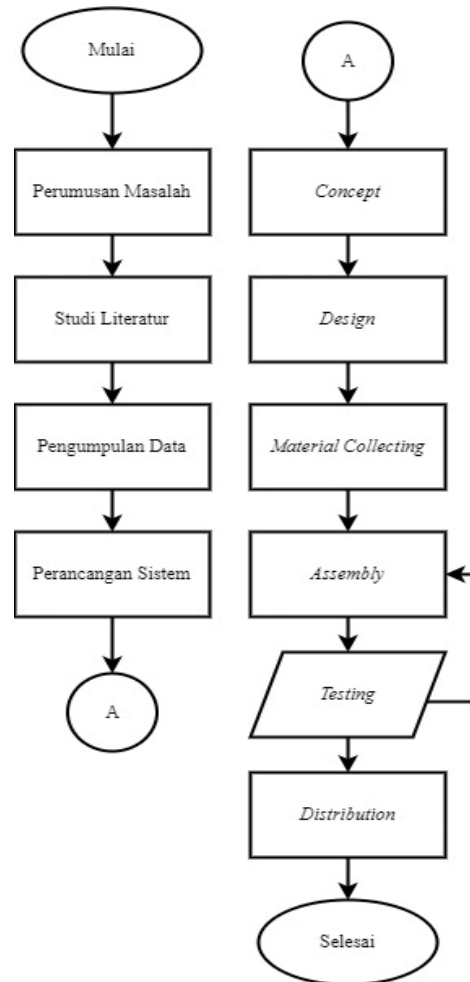 Mulai
Perumusan Masalah
Studi Literatur
Pengumpulan Data
Perancangan Sistem
A
A
Concept
Design
Material Collecting
Assembly
Testing
Distribution
Selesai